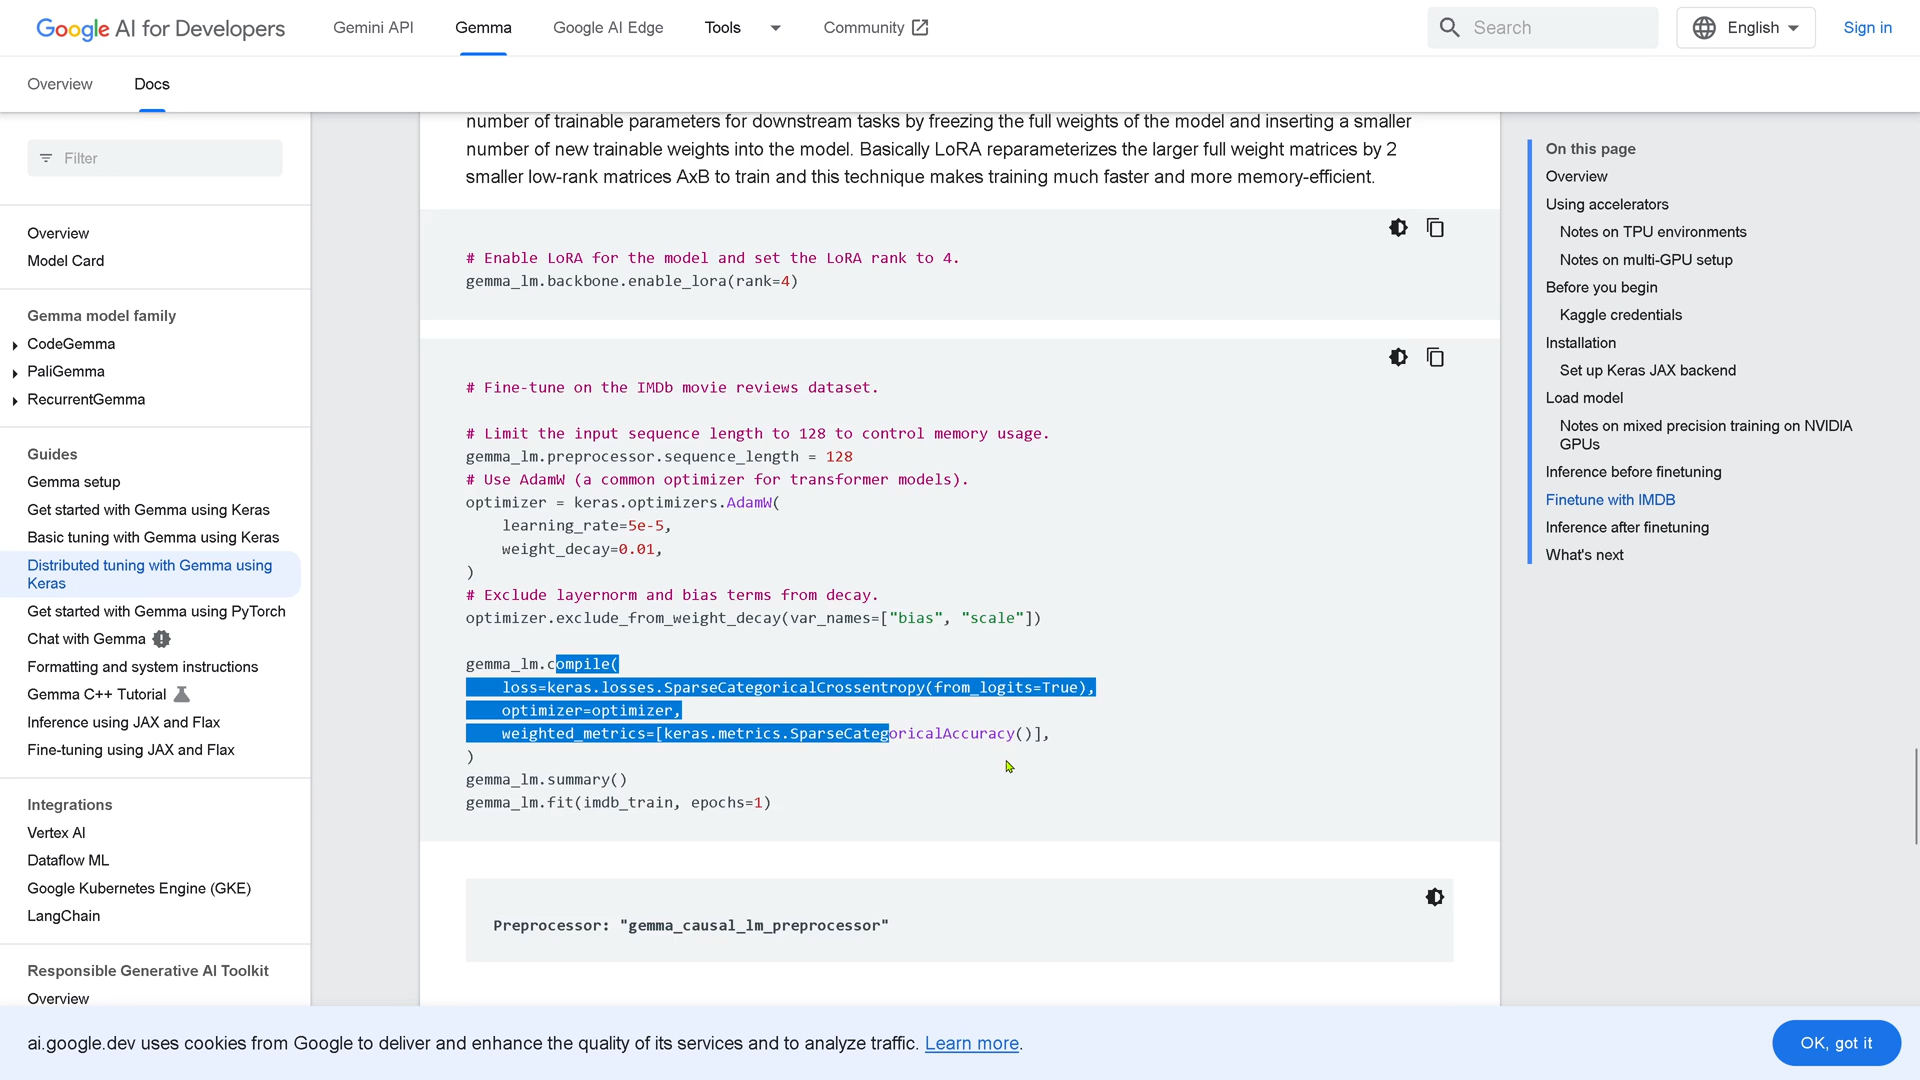 Google AI for Developers
Gemini API
Gemma
Google AI Edge
Tools
Community
Search
English
Sign in
Overview
Docs
Filter
Overview
Model Card
Gemma model family
CodeGemma
PaliGemma
RecurrentGemma
Guides
Gemma setup
Get started with Gemma using Keras
Basic tuning with Gemma using Keras
Distributed tuning with Gemma using
Keras
Get started with Gemma using PyTorch
Chat with Gemma
Formatting and system instructions
Gemma C++ Tutorial
Inference using JAX and Flax
Fine-tuning using JAX and Flax
Integrations
Vertex AI
Dataflow ML
Google Kubernetes Engine (GKE)
LangChain
Responsible Generative AI Toolkit
Overview
number of trainable parameters for downstream tasks by freezing the full weights of the model and inserting a smaller
number of new trainable weights into the model. Basically LoRA reparameterizes the larger full weight matrices by 2
smaller low-rank matrices AxB to train and this technique makes training much faster and more memory-efficient.
# Enable LoRA for the model and set the LoRA rank to 4.
gemma_lm.backbone.enable_lora(rank=4)
# Fine-tune on the IMDb movie reviews dataset.
# Limit the input sequence length to 128 to control memory usage.
gemma_lm.preprocessor.sequence_length = 128
# Use AdamW (a common optimizer for transformer models).
optimizer = keras.optimizers.AdamW(
    learning_rate=5e-5,
    weight_decay=0.01,
)
# Exclude layernorm and bias terms from decay.
optimizer.exclude_from_weight_decay(var_names=["bias", "scale"])
gemma_lm.compile(
    loss=keras.losses.SparseCategoricalCrossentropy(from_logits=True),
    optimizer=optimizer,
    weighted_metrics=[keras.metrics.SparseCategoricalAccuracy()],
)
gemma_lm.summary()
gemma_lm.fit(imdb_train, epochs=1)
Preprocessor: "gemma_causal_lm_preprocessor"
On this page
Overview
Using accelerators
Notes on TPU environments
Notes on multi-GPU setup
Before you begin
Kaggle credentials
Installation
Set up Keras JAX backend
Load model
Notes on mixed precision training on NVIDIA
GPUs
Inference before finetuning
Finetune with IMDB
Inference after finetuning
What's next
ai.google.dev uses cookies from Google to deliver and enhance the quality of its services and to analyze traffic. Learn more.
OK, got it